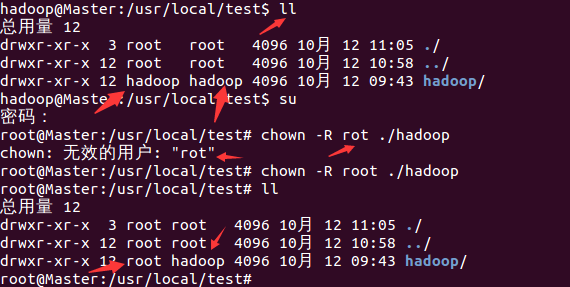 hadoop@Master:/usr/local/test$ ll
总用量 12
drwxr-xr-x  3 root   root   4096 10月 12 11:05 ./
drwxr-xr-x 12 root   root   4096 10月 12 10:58 ../
drwxr-xr-x 12 hadoop hadoop 4096 10月 12 09:43 hadoop/
hadoop@Master:/usr/local/test$ su
密码：
root@Master:/usr/local/test# chown -R rot ./hadoop
chown: 无效的用户: "rot"
root@Master:/usr/local/test# chown -R root ./hadoop
root@Master:/usr/local/test# ll
总用量 12
drwxr-xr-x  3 root root   4096 10月 12 11:05 ./
drwxr-xr-x 12 root root   4096 10月 12 10:58 ../
drwxr-xr-x 12 root hadoop 4096 10月 12 09:43 hadoop/
root@Master:/usr/local/test#